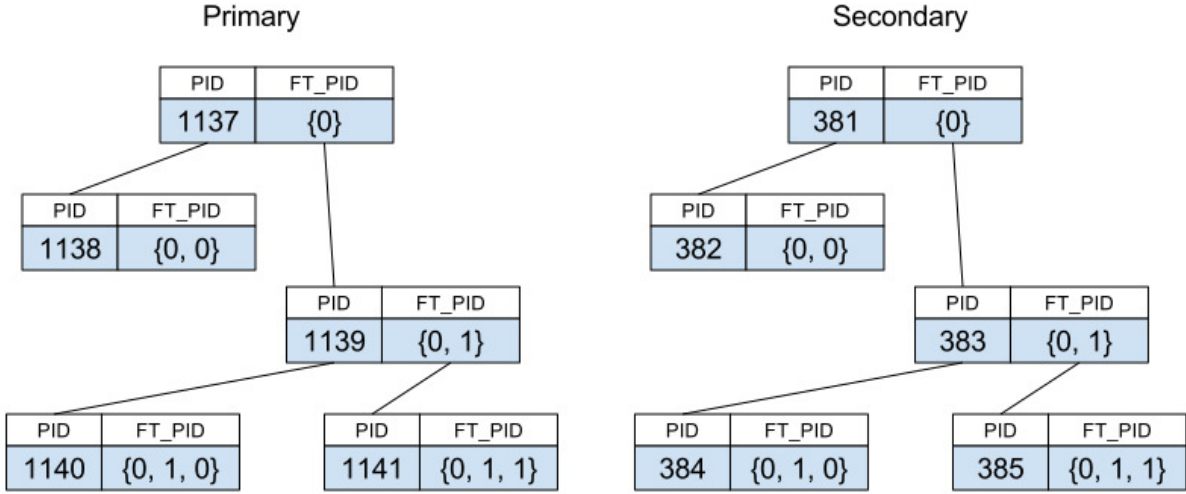 Primary
Secondary
PID FT_PID
1137 {0}
PID FT_PID
381 {0}
PID FT_PID
1138 {0, 0}
PID FT_PID
382 {0, 0}
PID FT_PID
1139 {0, 1}
PID FT_PID
383 {0, 1}
PID FT_PID
1140 {0, 1, 0}
PID FT_PID
1141 {0, 1, 1}
PID FT_PID
384 {0, 1, 0}
PID FT_PID
385 {0, 1, 1}